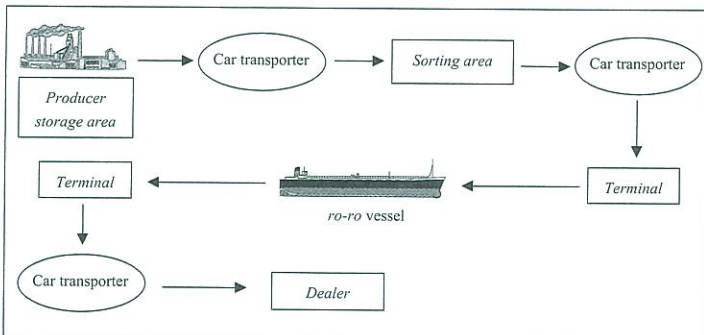 Car transporter
Sorting area
Car transporter
Producer
storage area
Terminal
ro-ro vessel
Terminal
Car transporter
Dealer